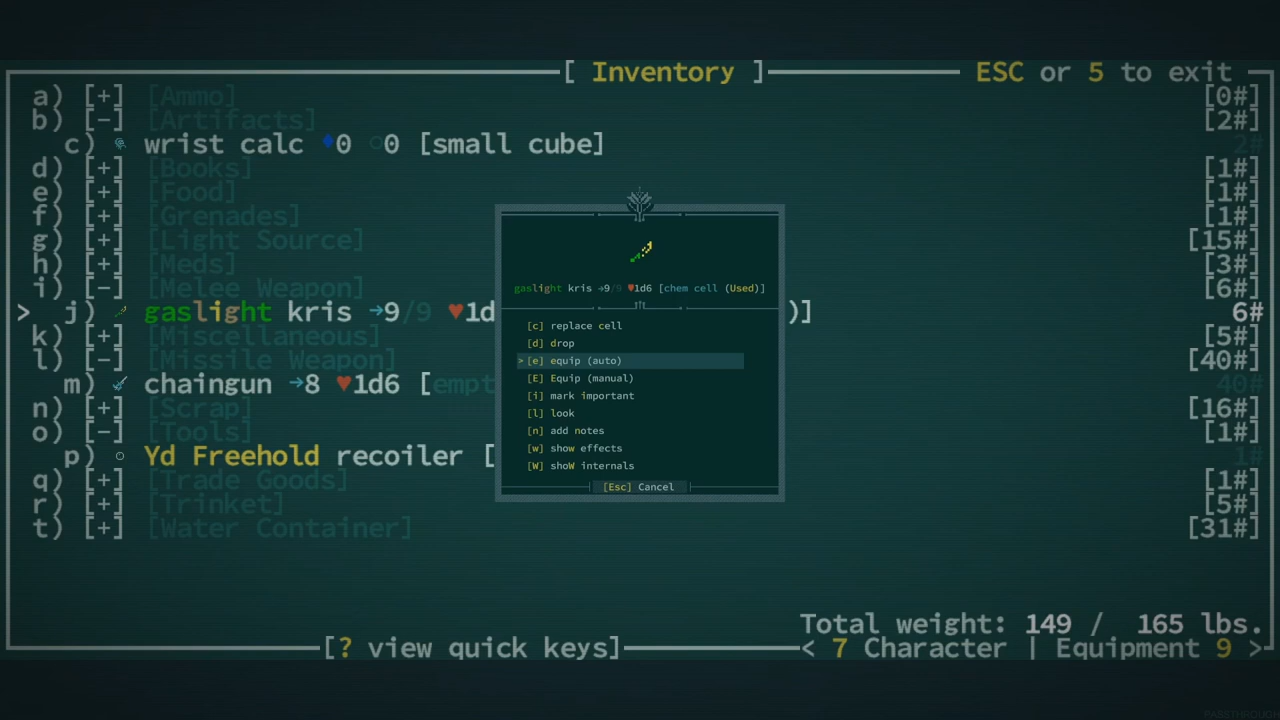 [ Inventory ] ESC or 5 to exit
a) [+] [Ammo] [0#]
b) [-] [Artifacts] [2#]
c) wrist calc ♦0 ○0 [small cube] 2#
d) [+] [Books] [1#]
e) [+] [Food] [1#]
f) [+] [Grenades] [1#]
g) [+] [Light Source] [15#]
h) [+] [Meds] [3#]
i) [-] [Melee Weapon] [6#]
> j) gaslight kris →9/9 ♥1d )] 6#
k) [+] [Miscellaneous] [5#]
l) [-] [Missile Weapon] [40#]
m) chaingun →8 ♥1d6 [empt 40#
n) [+] [Scrap] [16#]
o) [-] [Tools] [1#]
p) Yd Freehold recoiler [ 1#
q) [+] [Trade Goods] [1#]
r) [+] [Trinket] [5#]
t) [+] [Water Container] [31#]
gaslight kris →9/9 ♥1d6 [chem cell (Used)]
[c] replace cell
[d] drop
> [e] equip (auto)
[E] Equip (manual)
[i] mark important
[l] look
[n] add notes
[w] show effects
[W] shoW internals
[Esc] Cancel
Total weight: 149 / 165 lbs.
[? view quick keys] < 7 Character | Equipment 9 >